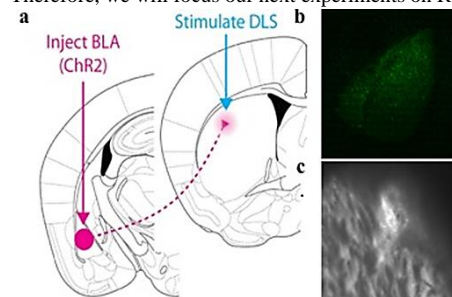 Therefore, we will focus our next experiments on
a
Inject BLA
(ChR2)
Stimulate DLS
b
c